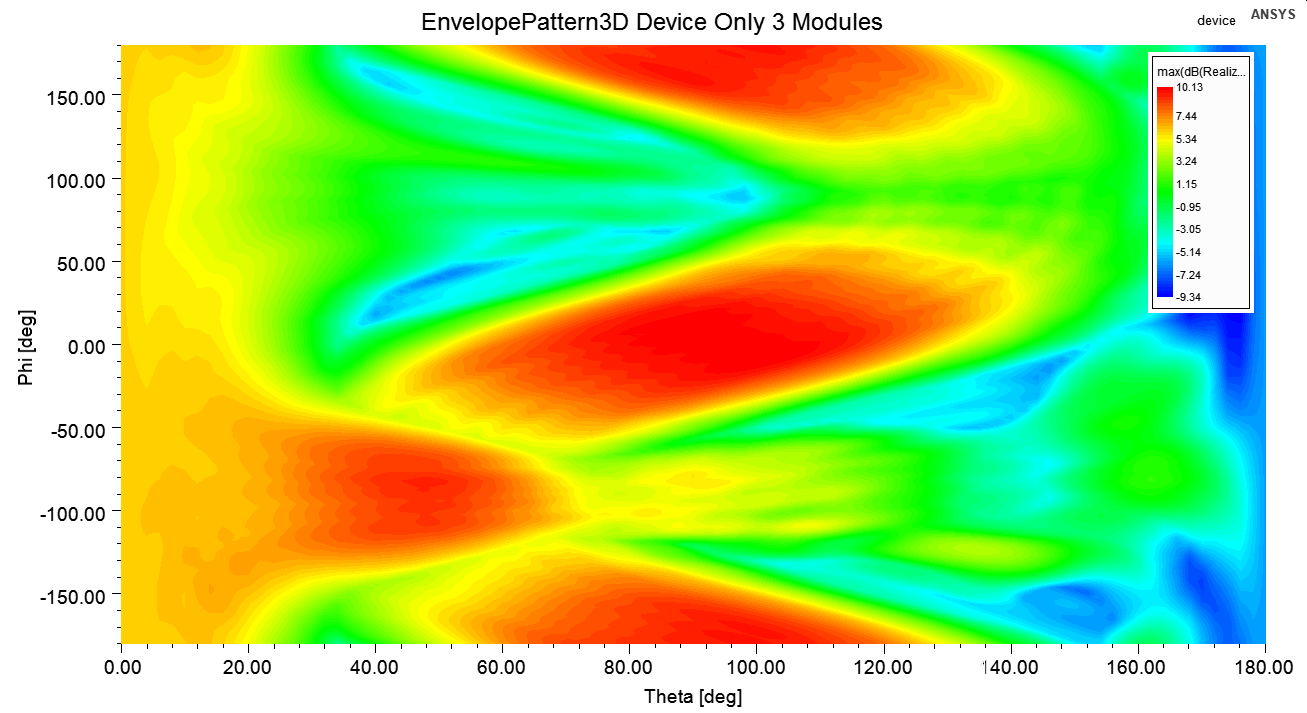 EnvelopePattern3D Device Only 3 Modules
device
ANSYS
max(dB(Realiz...
10.13
7.44
5.34
3.24
1.15
-0.95
-3.05
-5.14
-7.24
-9.34
Phi [deg]
150.00
100.00
50.00
0.00
-50.00
-100.00
-150.00
0.00 20.00 40.00 60.00 80.00 100.00 120.00 140.00 160.00 180.00
Theta [deg]